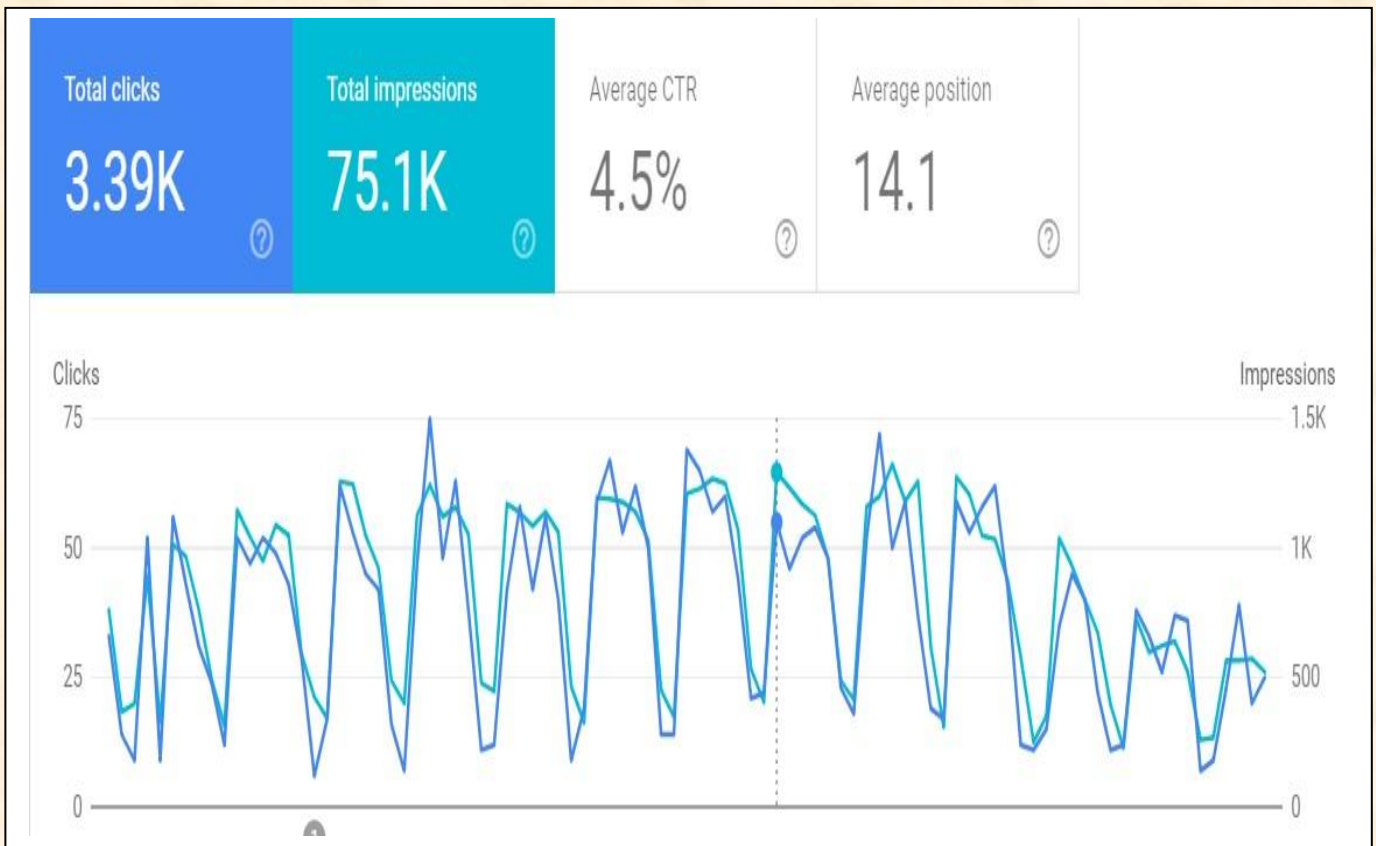 Total clicks
3.39K
Total impressions
75.1K
Average CTR
4.5%
Average position
14.1
Clicks
Impressions
75
1.5K
50
1K
25
500
0
0